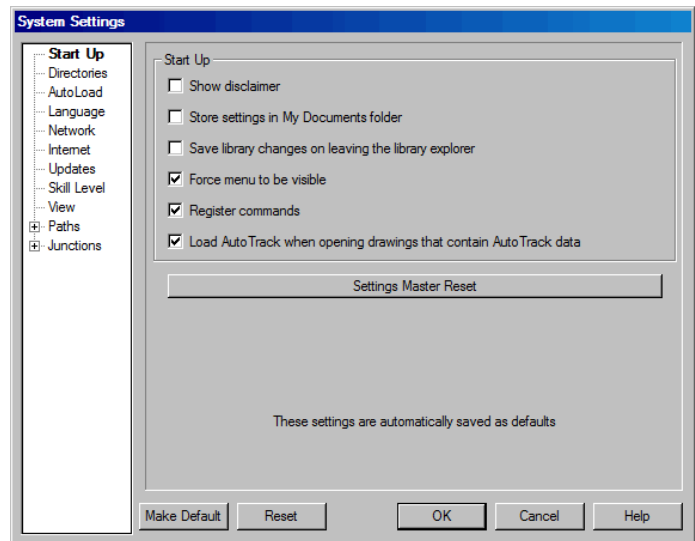 System Settings
Start Up
Directories
AutoLoad
Language
Network
Internet
Updates
Skill Level
View
Paths
Junctions
Start Up
Show disclaimer
Store settings in My Documents folder
Save library changes on leaving the library explorer
Force menu to be visible
Register commands
Load AutoTrack when opening drawings that contain AutoTrack data
Settings Master Reset
These settings are automatically saved as defaults
Make Default Reset OK Cancel Help